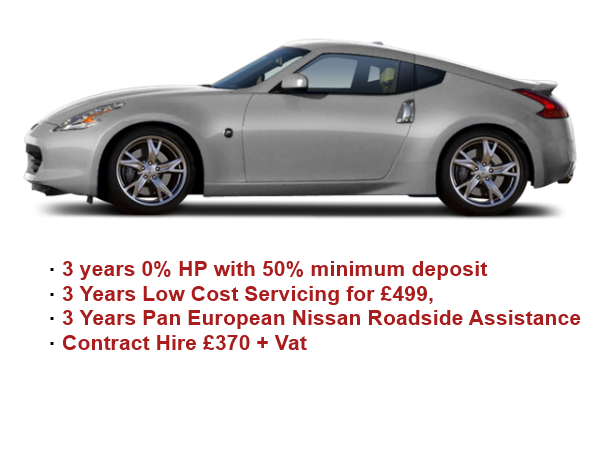 · 3 years 0% HP with 50% minimum deposit
· 3 Years Low Cost Servicing for £499,
· 3 Years Pan European Nissan Roadside Assistance
· Contract Hire £370 + Vat